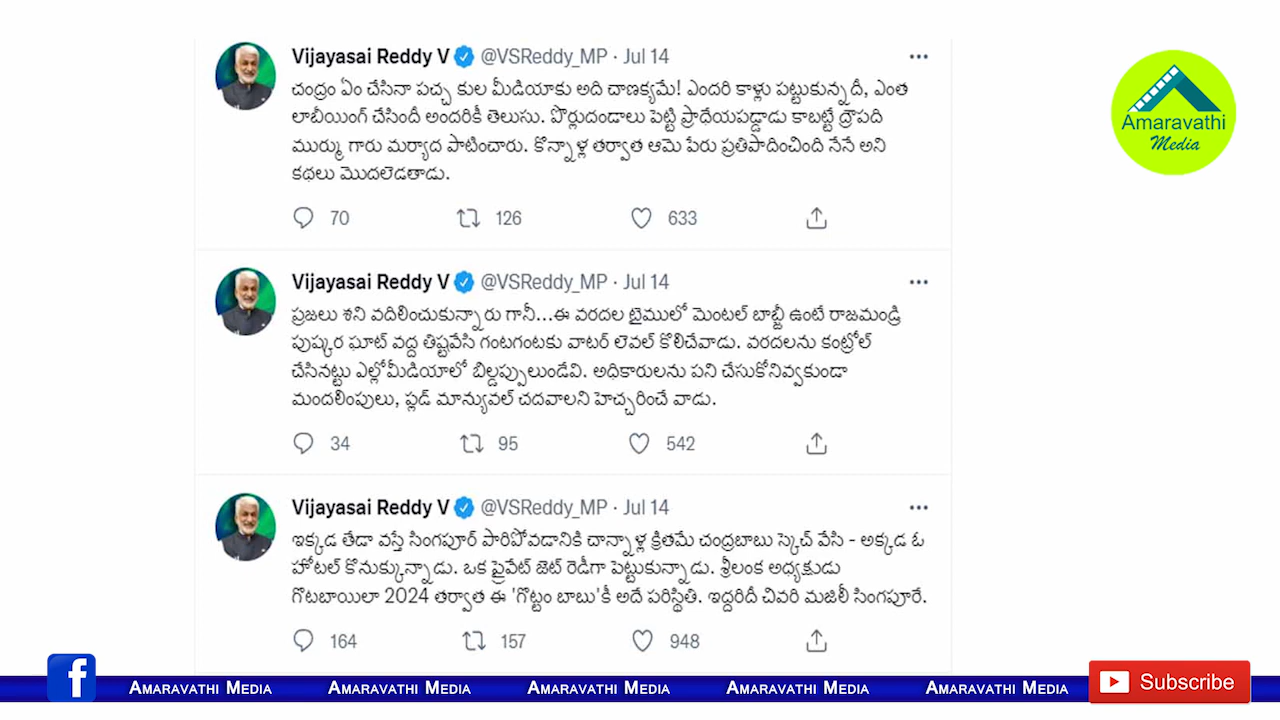 Vijayasai Reddy V @VSReddy_MP · Jul 14
చంద్రం ఏం చేసినా పచ్చ కుల మీడియాకు అది చాణక్యమే! ఎందరి కాళ్లు పట్టుకున్నదీ, ఎంత
లాబీయింగ్ చేసిందీ అందరికీ తెలుసు. పొర్లుదండాలు పెట్టి ప్రాధేయపడ్డాడు కాబట్టే ద్రౌపది
ముర్ము గారు మర్యాద పాటించారు. కొన్నాళ్ల తర్వాత ఆమె పేరు ప్రతిపాదించింది నేనే అని
కథలు మొదలెడతాడు.
70 126 633
Vijayasai Reddy V @VSReddy_MP · Jul 14
ప్రజలు శని వదిలించుకున్నారు గానీ...ఈ వరదల టైములో మెంటల్ బాబ్జీ ఉంటే రాజమండ్రి
పుష్కర ఘాట్ వద్ద తిష్టవేసి గంటగంటకు వాటర్ లెవల్ కొలిచేవాడు. వరదలను కంట్రోల్
చేసినట్టు ఎల్లోమీడియాలో బిల్డప్పులుండేవి. అధికారులను పని చేసుకోనివ్వకుండా
మందలింపులు, ఫ్లడ్ మాన్యువల్ చదవాలని హెచ్చరించే వాడు.
34 95 542
Vijayasai Reddy V @VSReddy_MP · Jul 14
ఇక్కడ తేడా వస్తే సింగపూర్ పారిపోవడానికి చాన్నాళ్ల క్రితమే చంద్రబాబు స్కెచ్ వేసి - అక్కడ ఓ
హోటల్ కొనుక్కున్నాడు. ఒక ప్రైవేట్ జెట్ రెడీగా పెట్టుకున్నాడు. శ్రీలంక అధ్యక్షుడు
గొటబాయిలా 2024 తర్వాత ఈ 'గొట్టం బాబు'కీ అదే పరిస్థితి. ఇద్దరిదీ చివరి మజిలీ సింగపూరే.
164 157 948
Amaravathi
Media
f Amaravathi Media Amaravathi Media Amaravathi Media Amaravathi Media Amaravathi Media Subscribe